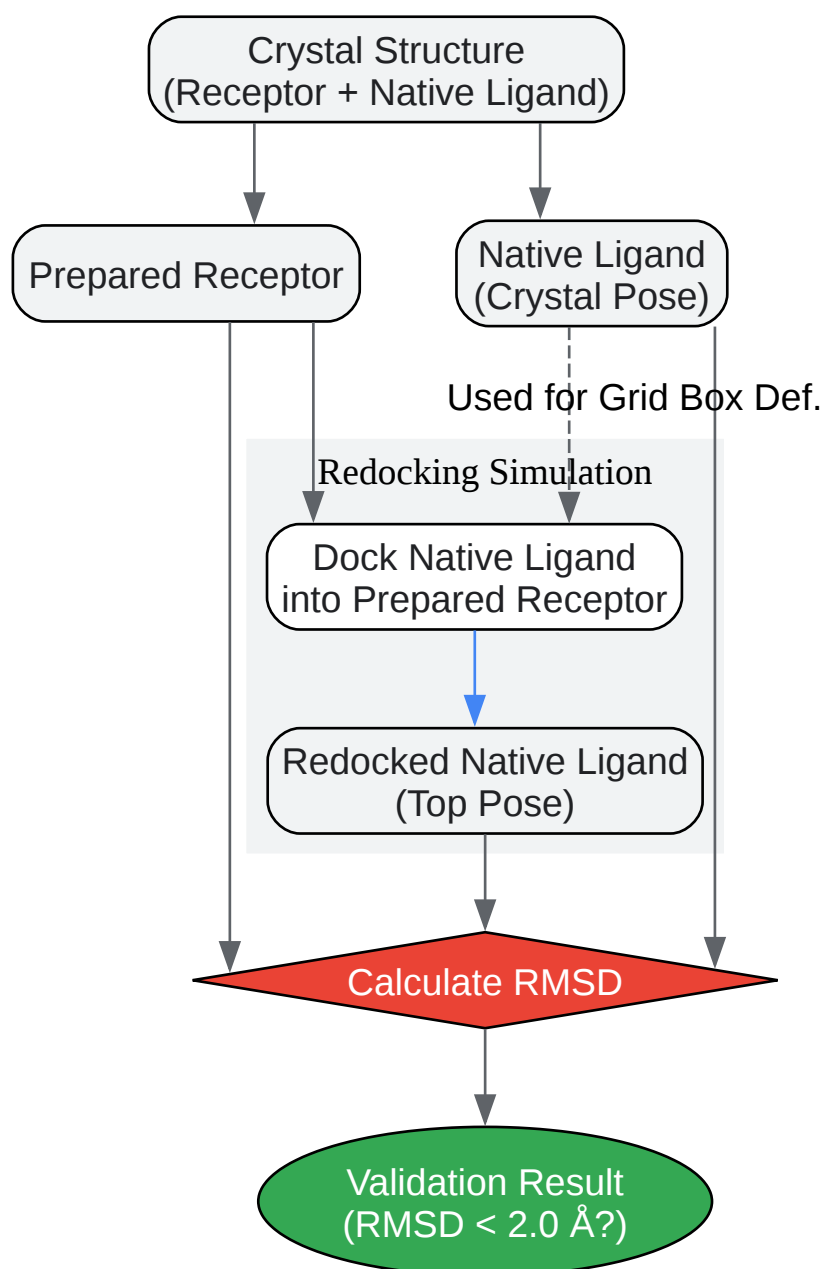 Crystal Structure
(Receptor + Native Ligand)
Prepared Receptor
Native Ligand
(Crystal Pose)
Used for Grid Box Def.
Redocking Simulation
Dock Native Ligand
into Prepared Receptor
Redocked Native Ligand
(Top Pose)
Calculate RMSD
Validation Result
(RMSD < 2.0 Å?)